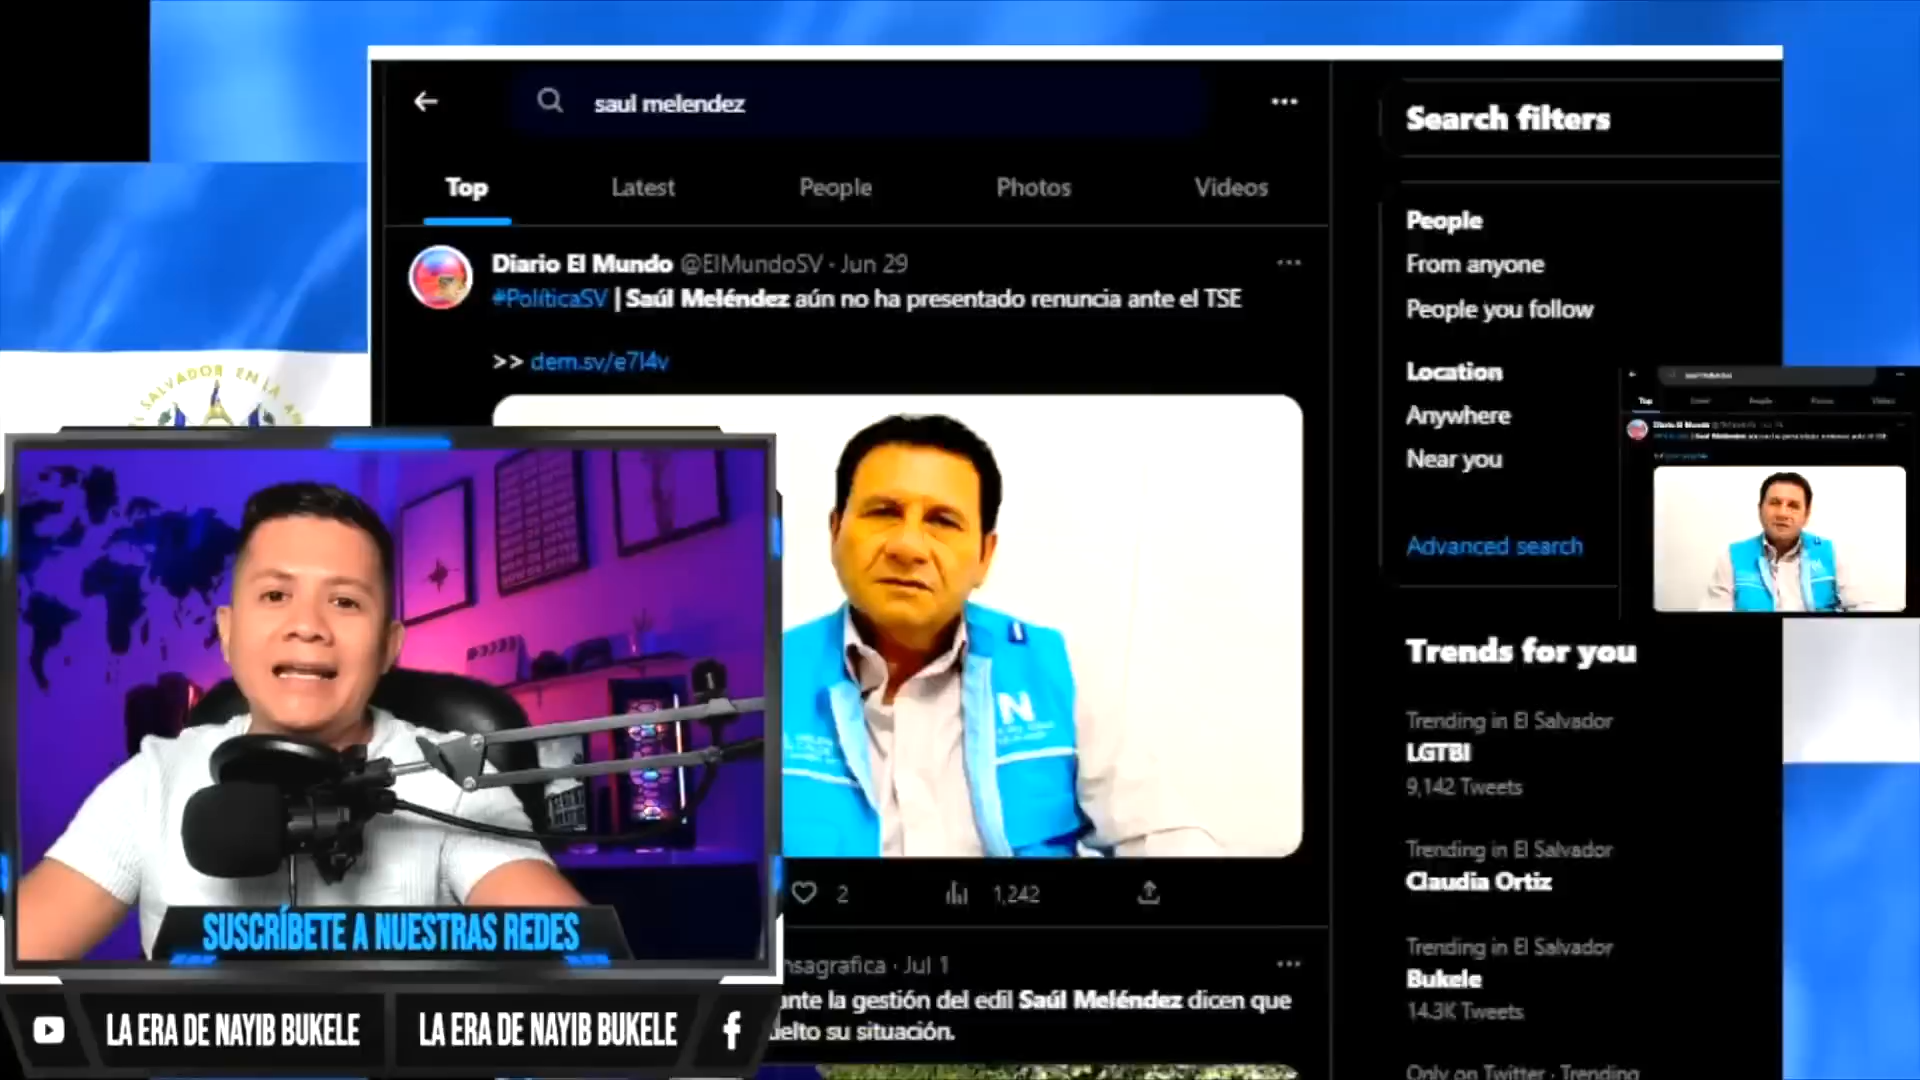 saul melendez
Top
Latest
People
Photos
Videos
Diario El Mundo @ElMundoSV · Jun 29
#PolíticaSV | Saúl Meléndez aún no ha presentado renuncia ante el TSE
>> dem.sv/e7l4v
N
2
1,242
nsagrafica · Jul 1
ante la gestión del edil Saúl Meléndez dicen que
uelto su situación.
Search filters
People
From anyone
People you follow
Location
Anywhere
Near you
Advanced search
Trends for you
Trending in El Salvador
LGTBI
9,142 Tweets
Trending in El Salvador
Claudia Ortiz
Trending in El Salvador
Bukele
14.3K Tweets
Only on Twitter · Trending
Top
SALVADOR EN LA
SUSCRÍBETE A NUESTRAS REDES
LA ERA DE NAYIB BUKELE
LA ERA DE NAYIB BUKELE